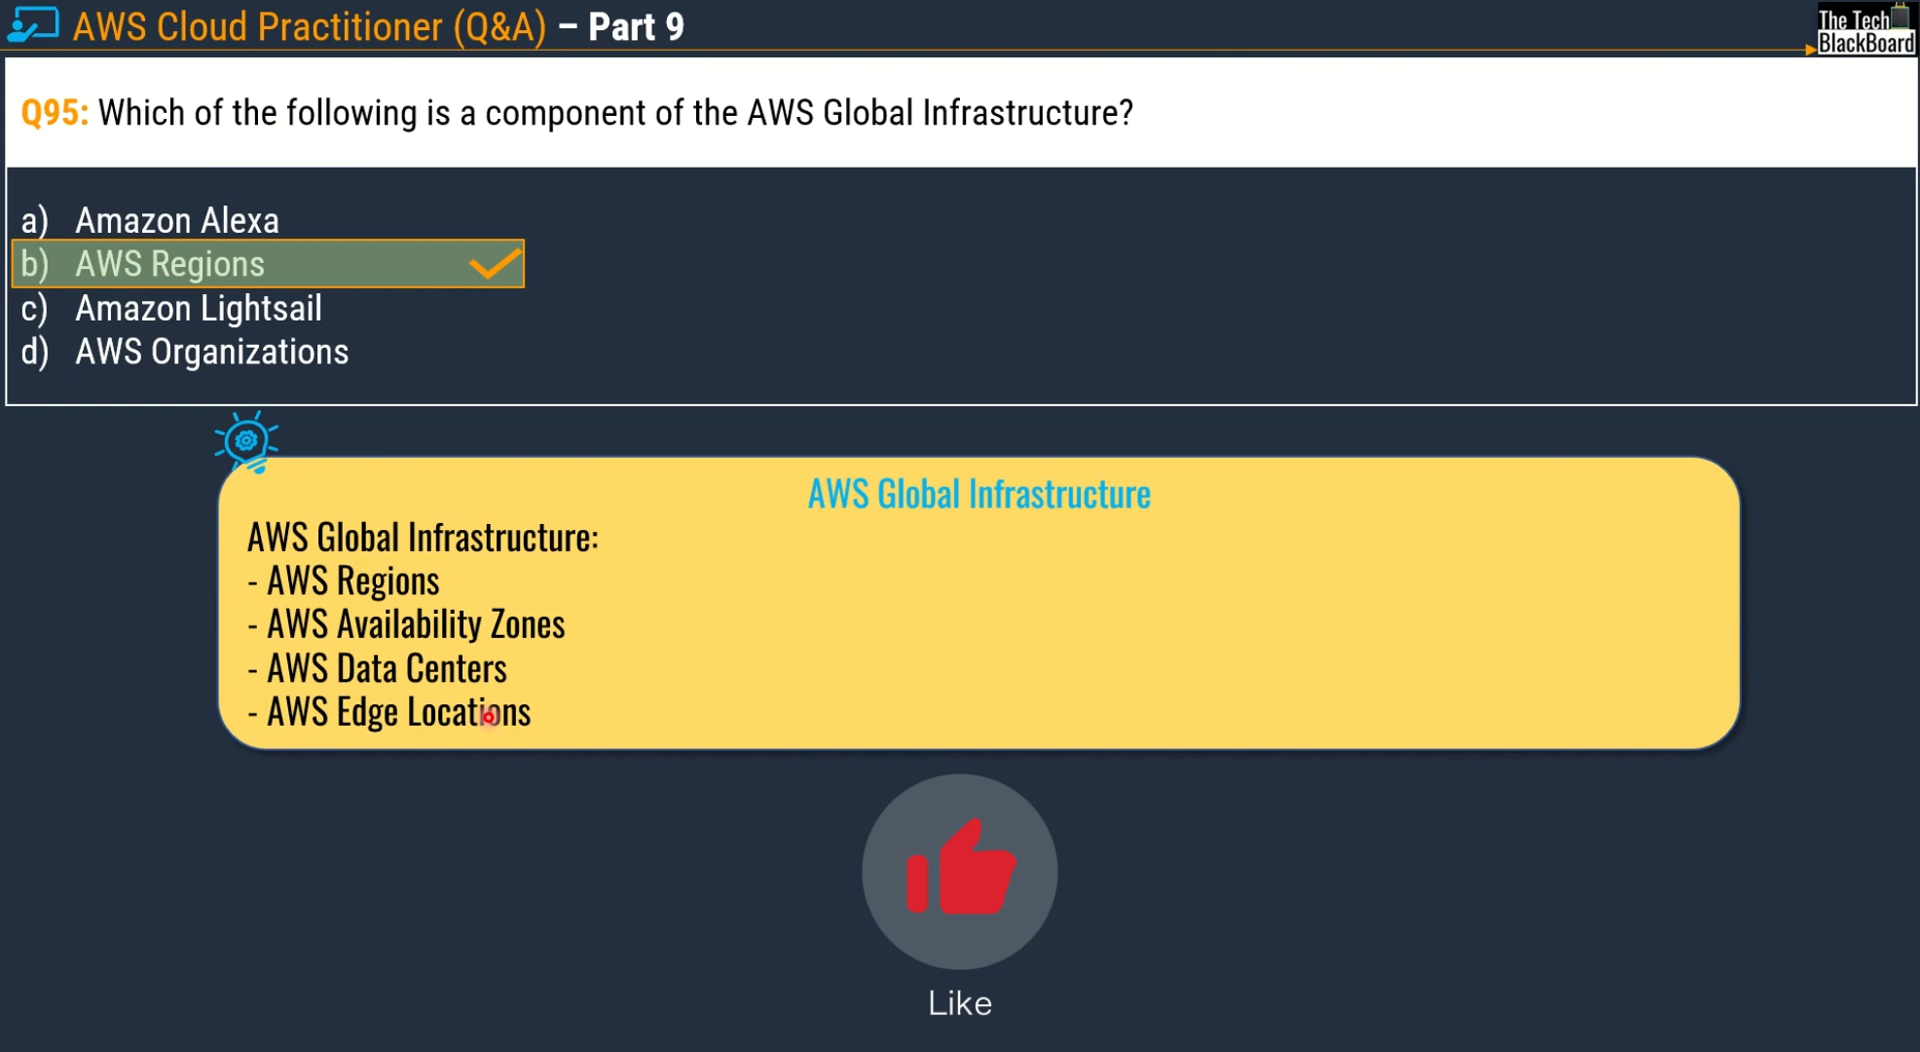 AWS Cloud Practitioner (Q&A) – Part 9
The Tech
BlackBoard
Q95: Which of the following is a component of the AWS Global Infrastructure?
a) Amazon Alexa
b) AWS Regions
c) Amazon Lightsail
d) AWS Organizations
AWS Global Infrastructure
AWS Global Infrastructure:
- AWS Regions
- AWS Availability Zones
- AWS Data Centers
- AWS Edge Locations
Like